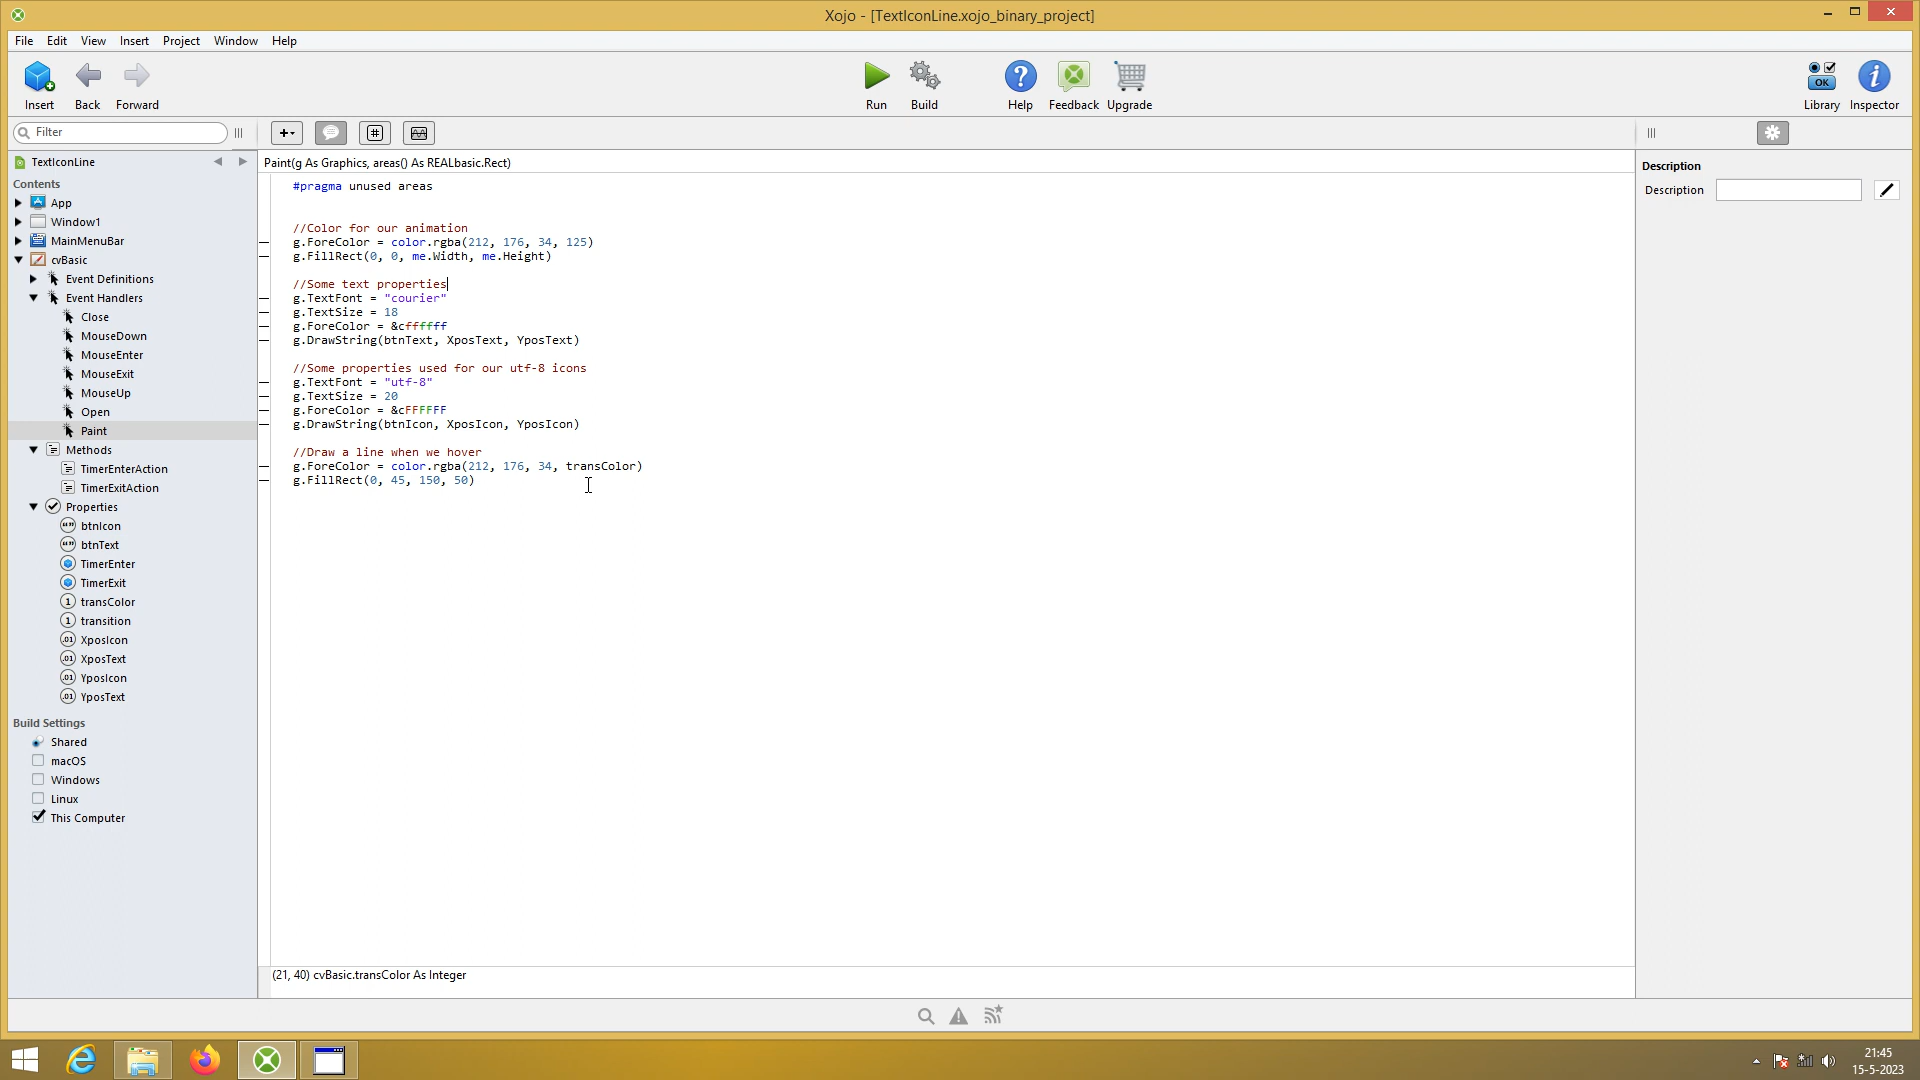 Xojo - [TextIconLine.xojo_binary_project]
File Edit View Insert Project Window Help
Insert Back Forward Run Build Help Feedback Upgrade OK Library Inspector
Filter
TextIconLine
Contents
App
Window1
MainMenuBar
cvBasic
Event Definitions
Event Handlers
Close
MouseDown
MouseEnter
MouseExit
MouseUp
Open
Paint
Methods
TimerEnterAction
TimerExitAction
Properties
btnIcon
btnText
TimerEnter
TimerExit
transColor
transition
XposIcon
XposText
YposIcon
YposText
Build Settings
Shared
macOS
Windows
Linux
This Computer
Paint(g As Graphics, areas() As REALbasic.Rect)
#pragma unused areas
//Color for our animation
g.ForeColor = color.rgba(212, 176, 34, 125)
g.FillRect(0, 0, me.Width, me.Height)
//Some text properties
g.TextFont = "courier"
g.TextSize = 18
g.ForeColor = &cffffff
g.DrawString(btnText, XposText, YposText)
//Some properties used for our utf-8 icons
g.TextFont = "utf-8"
g.TextSize = 20
g.ForeColor = &cFFFFFF
g.DrawString(btnIcon, XposIcon, YposIcon)
//Draw a line when we hover
g.ForeColor = color.rgba(212, 176, 34, transColor)
g.FillRect(0, 45, 150, 50)
(21, 40) cvBasic.transColor As Integer
Description
Description
21:45
15-5-2023